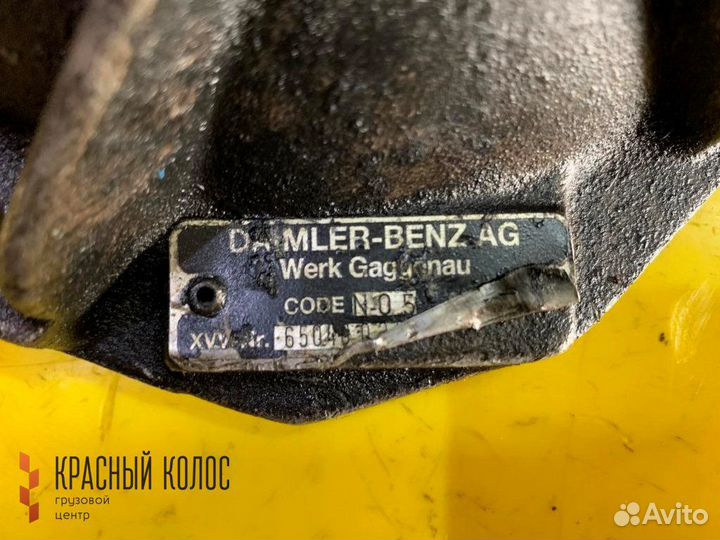 DAIMLER-BENZ AG
Werk Gaggenau
CODE N-0 5
КРАСНЫЙ КОЛОС
грузовой
центр
Avito